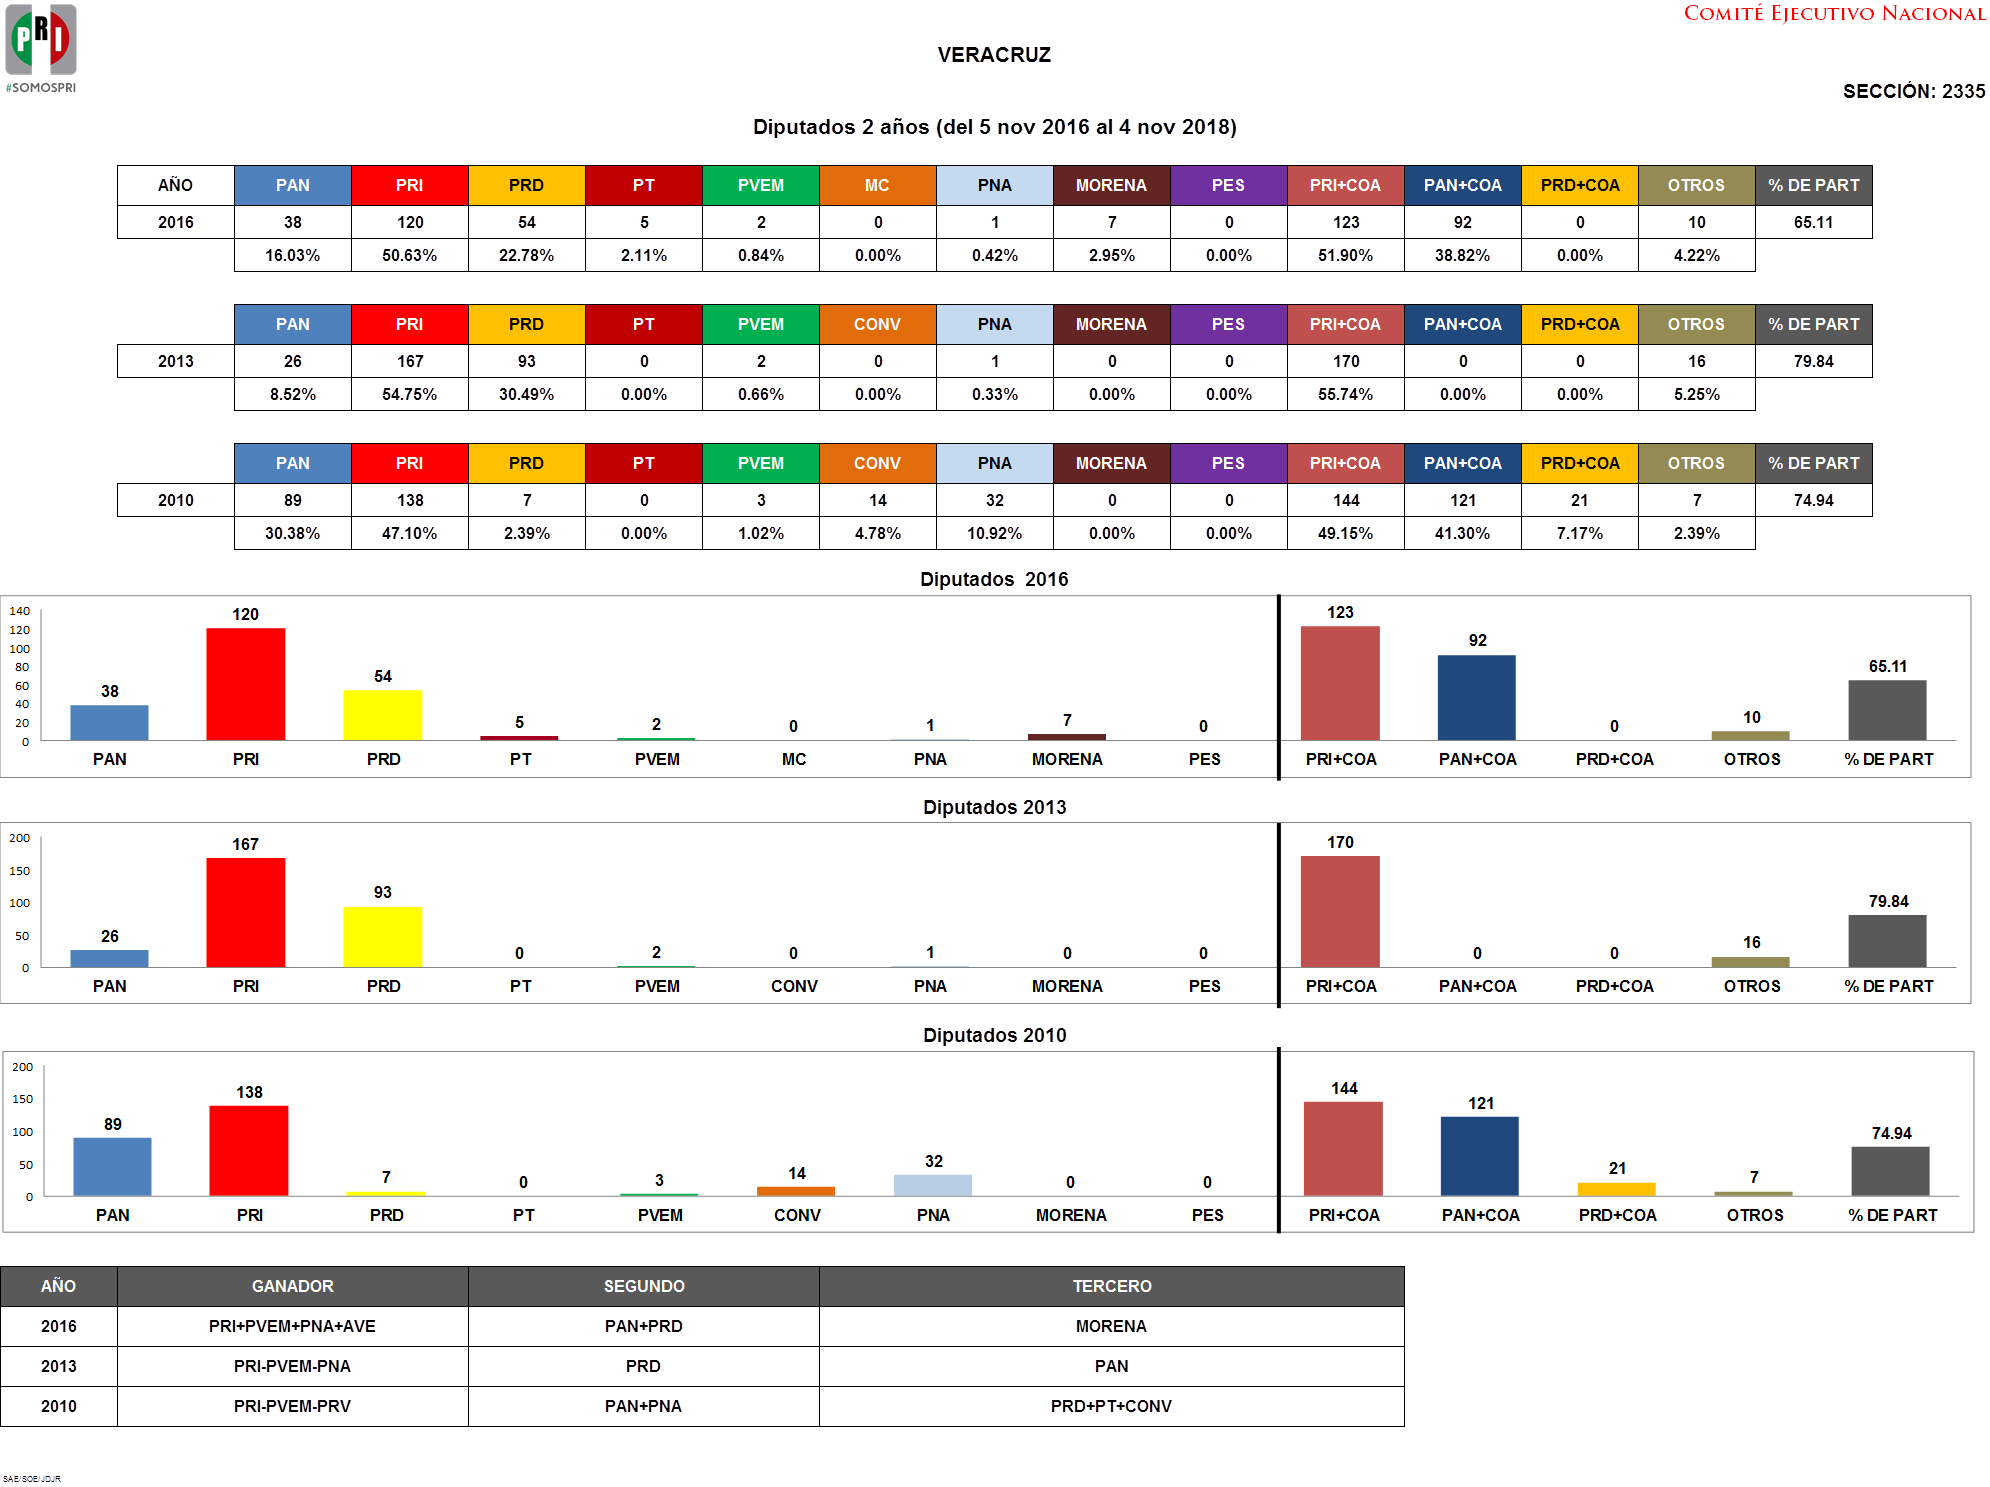 PRI
#SOMOSPRI
COMITÉ EJECUTIVO NACIONAL
VERACRUZ
SECCIÓN: 2335
Diputados 2 años (del 5 nov 2016 al 4 nov 2018)
AÑO PAN PRI PRD PT PVEM MC PNA MORENA PES PRI+COA PAN+COA PRD+COA OTROS % DE PART
2016 38 120 54 5 2 0 1 7 0 123 92 0 10 65.11
16.03% 50.63% 22.78% 2.11% 0.84% 0.00% 0.42% 2.95% 0.00% 51.90% 38.82% 0.00% 4.22%
PAN PRI PRD PT PVEM CONV PNA MORENA PES PRI+COA PAN+COA PRD+COA OTROS % DE PART
2013 26 167 93 0 2 0 1 0 0 170 0 0 16 79.84
8.52% 54.75% 30.49% 0.00% 0.66% 0.00% 0.33% 0.00% 0.00% 55.74% 0.00% 0.00% 5.25%
PAN PRI PRD PT PVEM CONV PNA MORENA PES PRI+COA PAN+COA PRD+COA OTROS % DE PART
2010 89 138 7 0 3 14 32 0 0 144 121 21 7 74.94
30.38% 47.10% 2.39% 0.00% 1.02% 4.78% 10.92% 0.00% 0.00% 49.15% 41.30% 7.17% 2.39%
Diputados 2016
140
120
100
80
60
40
20
0
38 120 54 5 2 0 1 7 0 123 92 0 10 65.11
PAN PRI PRD PT PVEM MC PNA MORENA PES PRI+COA PAN+COA PRD+COA OTROS % DE PART
Diputados 2013
200
150
100
50
0
26 167 93 0 2 0 1 0 0 170 0 0 16 79.84
PAN PRI PRD PT PVEM CONV PNA MORENA PES PRI+COA PAN+COA PRD+COA OTROS % DE PART
Diputados 2010
200
150
100
50
0
89 138 7 0 3 14 32 0 0 144 121 21 7 74.94
PAN PRI PRD PT PVEM CONV PNA MORENA PES PRI+COA PAN+COA PRD+COA OTROS % DE PART
AÑO GANADOR SEGUNDO TERCERO
2016 PRI+PVEM+PNA+AVE PAN+PRD MORENA
2013 PRI-PVEM-PNA PRD PAN
2010 PRI-PVEM-PRV PAN+PNA PRD+PT+CONV
SAE/SOE/JDJR